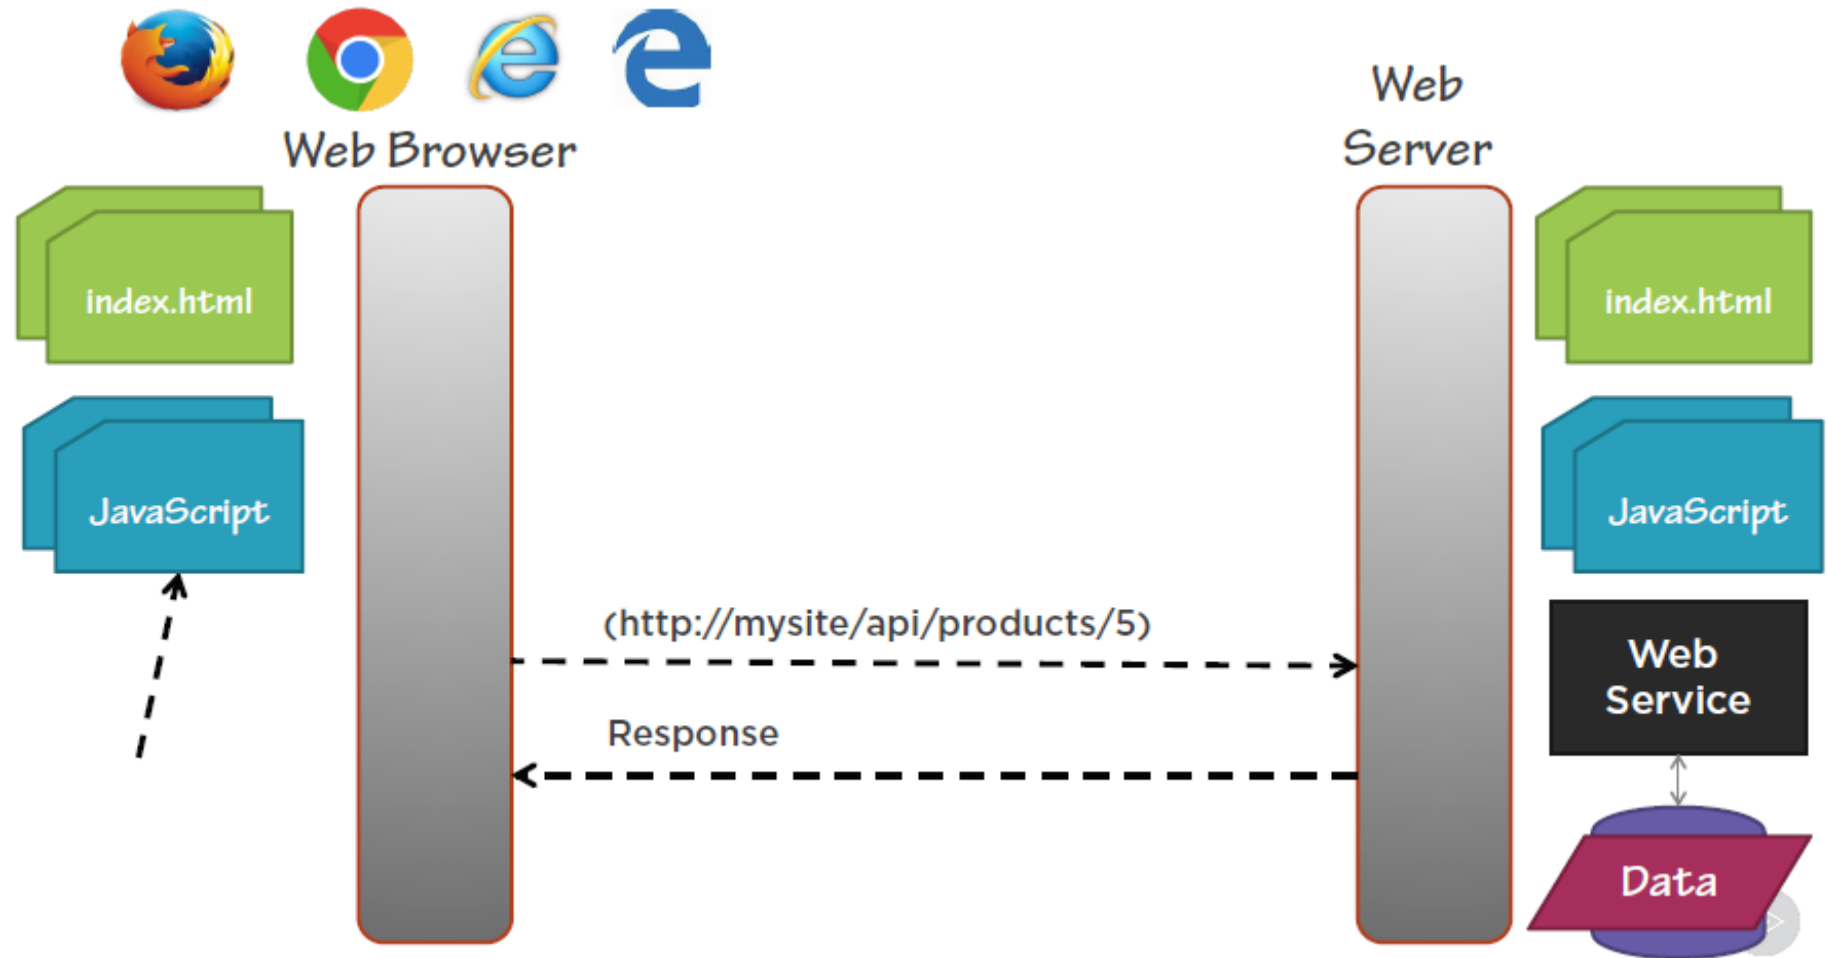 Web Browser
Web
Server
index.html
index.html
JavaScript
JavaScript
(http://mysite/api/products/5)
Web
Service
Response
Data